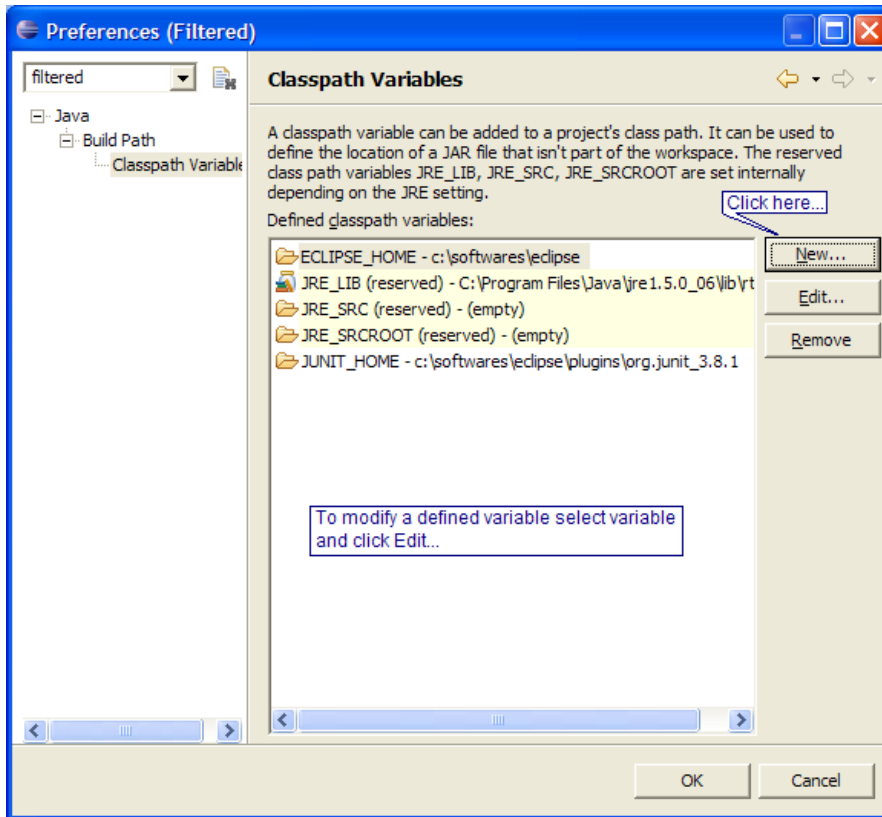 Preferences (Filtered)
filtered
Classpath Variables
Java
Build Path
Classpath Variable
A classpath variable can be added to a project's class path. It can be used to
define the location of a JAR file that isn't part of the workspace. The reserved
class path variables JRE_LIB, JRE_SRC, JRE_SRCROOT are set internally
depending on the JRE setting.
Click here...
Defined classpath variables:
ECLIPSE_HOME - c:\softwares\eclipse
JRE_LIB (reserved) - C:\Program Files\Java\jre1.5.0_06\lib\rt
JRE_SRC (reserved) - (empty)
JRE_SRCROOT (reserved) - (empty)
JUNIT_HOME - c:\softwares\eclipse\plugins\org.junit_3.8.1
New...
Edit...
Remove
To modify a defined variable select variable
and click Edit...
OK
Cancel